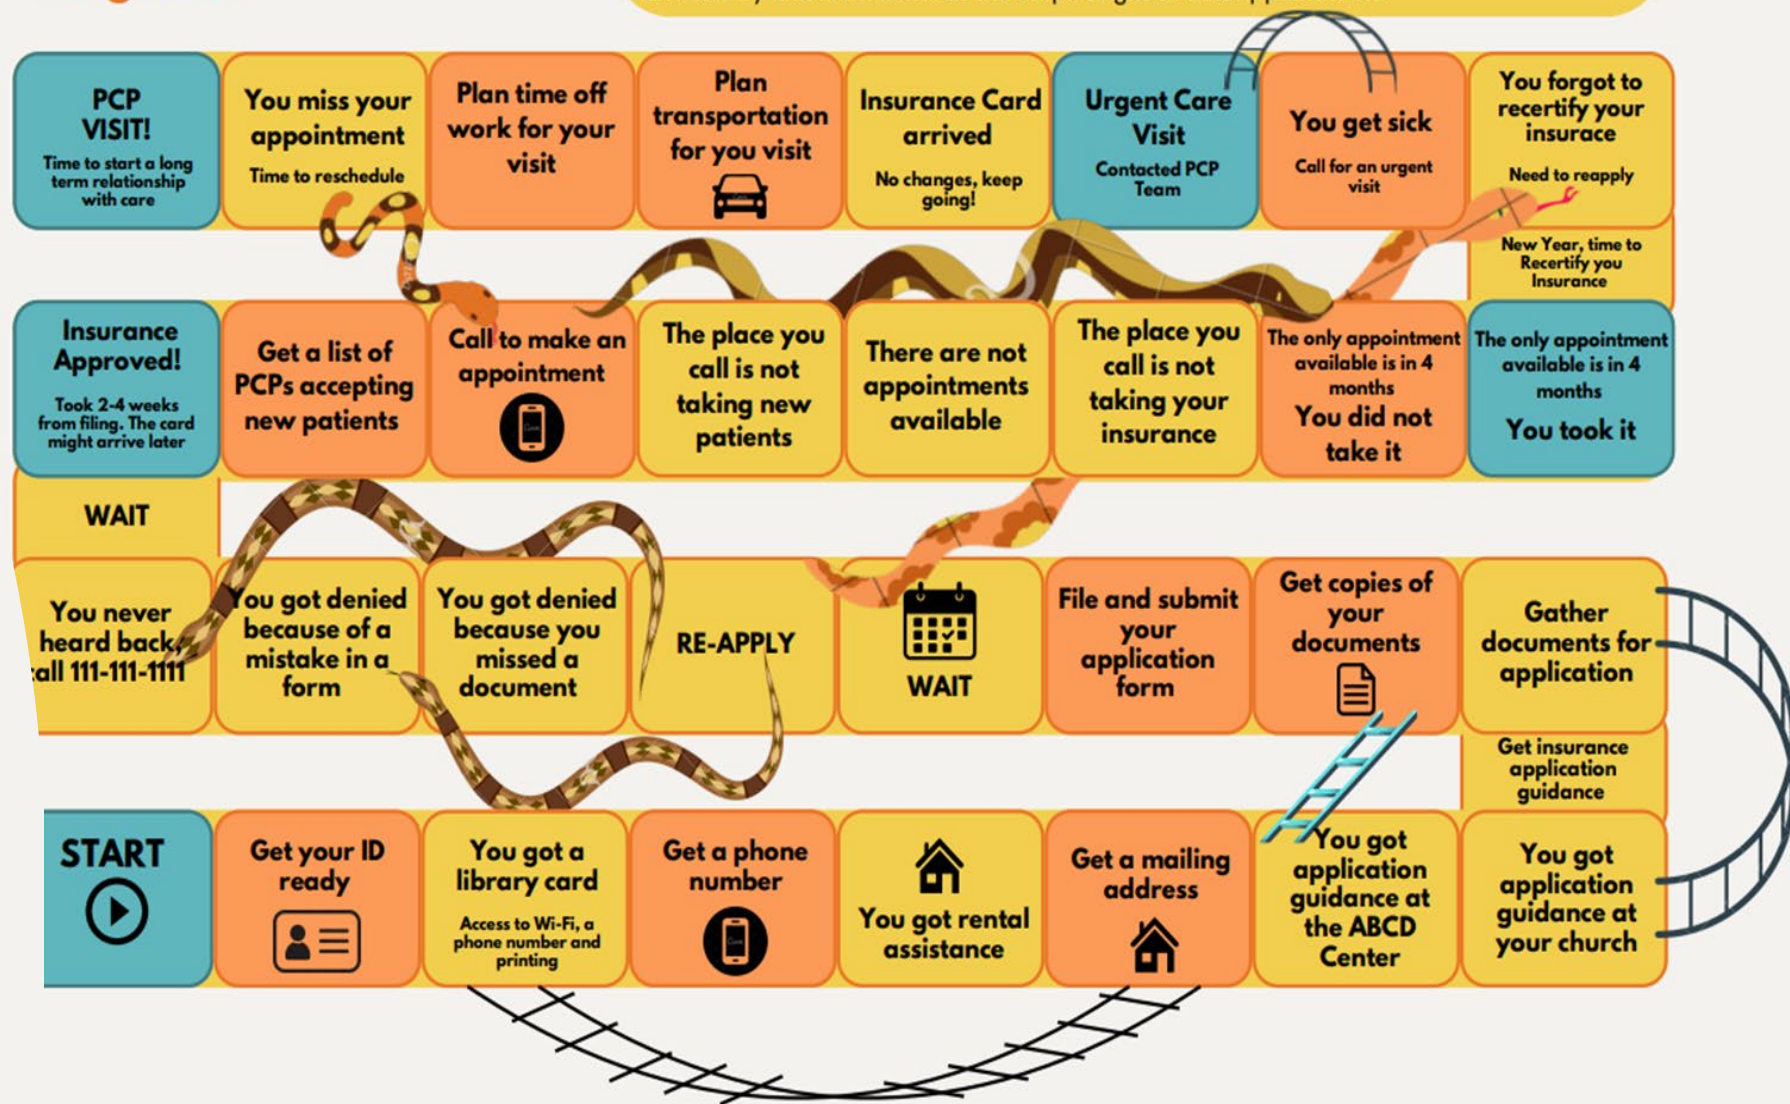 PCP
VISIT!
Time to start a long
term relationship
with care
You miss your
appointment
Time to reschedule
Plan time off
work for your
visit
Plan
transportation
for you visit
Insurance Card
arrived
No changes, keep
going!
Urgent Care
Visit
Contacted PCP
Team
You get sick
Call for an urgent
visit
You forgot to
recertify your
insurace
Need to reapply
New Year, time to
Recertify you
Insurance
Insurance
Approved!
Took 2-4 weeks
from filing. The card
might arrive later
Get a list of
PCPs accepting
new patients
Call to make an
appointment
The place you
call is not
taking new
patients
There are not
appointments
available
The place you
call is not
taking your
insurance
The only appointment
available is in 4
months
You did not
take it
The only appointment
available is in 4
months
You took it
WAIT
You never
heard back,
call 111-111-1111
You got denied
because of a
mistake in a
form
You got denied
because you
missed a
document
RE-APPLY
WAIT
File and submit
your
application
form
Get copies of
your
documents
Gather
documents for
application
Get insurance
application
guidance
START
Get your ID
ready
You got a
library card
Access to Wi-Fi, a
phone number and
printing
Get a phone
number
You got rental
assistance
Get a mailing
address
You got
application
guidance at
the ABCD
Center
You got
application
guidance at
your church